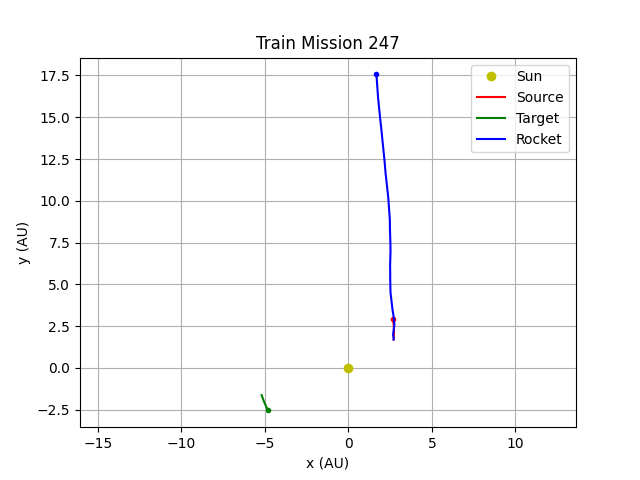 Train Mission 247
Sun
Source
Target
Rocket
17.5
15.0
12.5
10.0
7.5
5.0
2.5
0.0
−2.5
y (AU)
−15 −10 −5 0 5 10
x (AU)